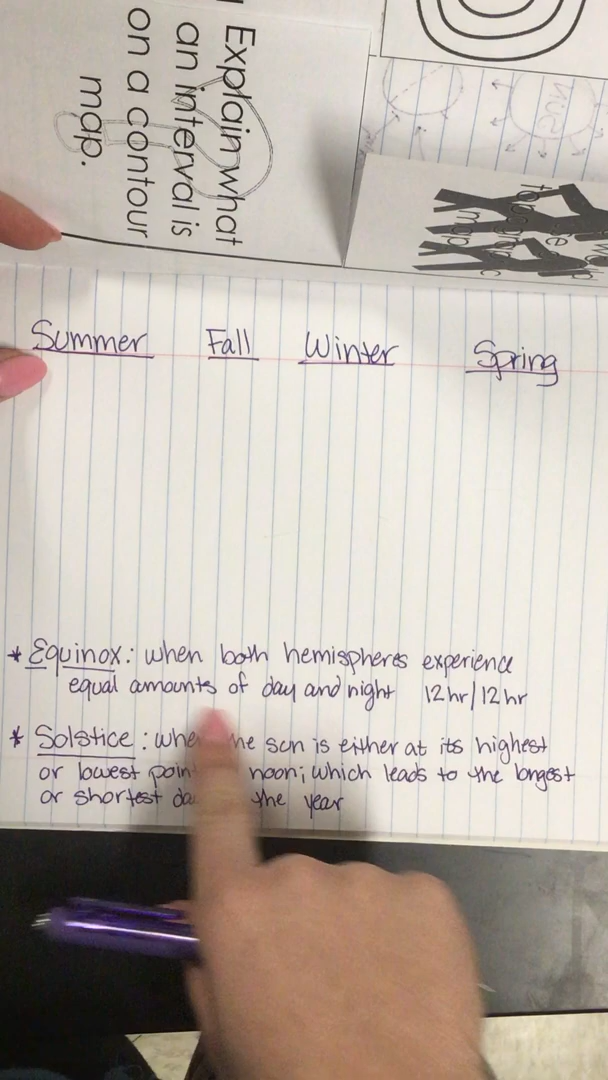 Explain what
an interval is
on a contour
map.
Summer Fall Winter Spring
* Equinox: when both hemispheres experience
equal amounts of day and night 12hr/12hr
* Solstice: when the sun is either at its highest
or lowest point noon; which leads to the longest
or shortest da the year